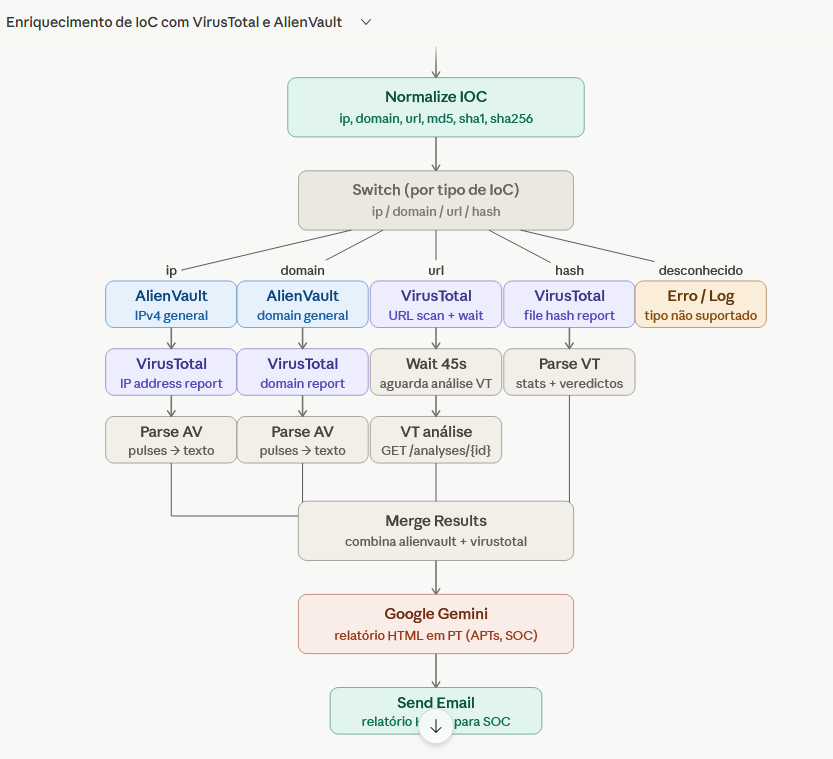 Enriquecimento de IoC com VirusTotal e AlienVault
Normalize IOC
ip, domain, url, md5, sha1, sha256
Switch (por tipo de IoC)
ip / domain / url / hash
ip
domain
url
hash
desconhecido
AlienVault
IPv4 general
AlienVault
domain general
VirusTotal
URL scan + wait
VirusTotal
file hash report
Erro / Log
tipo não suportado
VirusTotal
IP address report
VirusTotal
domain report
Wait 45s
aguarda análise VT
Parse VT
stats + veredictos
Parse AV
pulses → texto
Parse AV
pulses → texto
VT análise
GET /analyses/{id}
Merge Results
combina alienvault + virustotal
Google Gemini
relatório HTML em PT (APTs, SOC)
Send Email
relatório para SOC